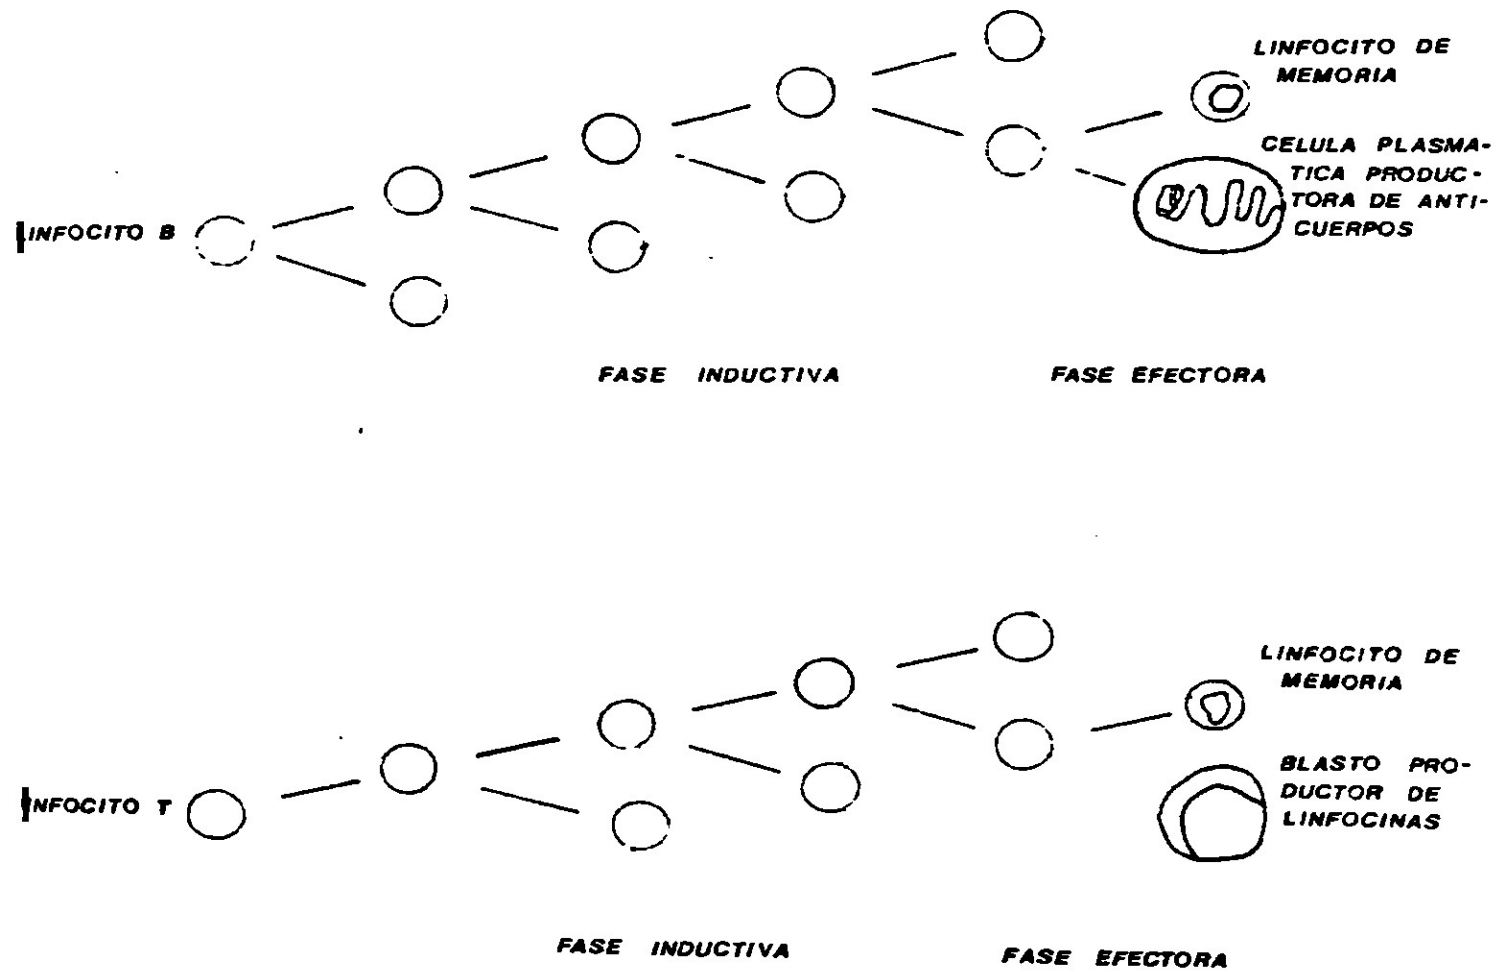 LINFOCITO DE
MEMORIA
CELULA PLASMA-
TICA PRODUC-
TORA DE ANTI-
CUERPOS
LINFOCITO B
FASE INDUCTIVA
FASE EFECTORA
LINFOCITO DE
MEMORIA
BLASTO PRO-
DUCTOR DE
LINFOCINAS
INFOCITO T
FASE INDUCTIVA
FASE EFECTORA